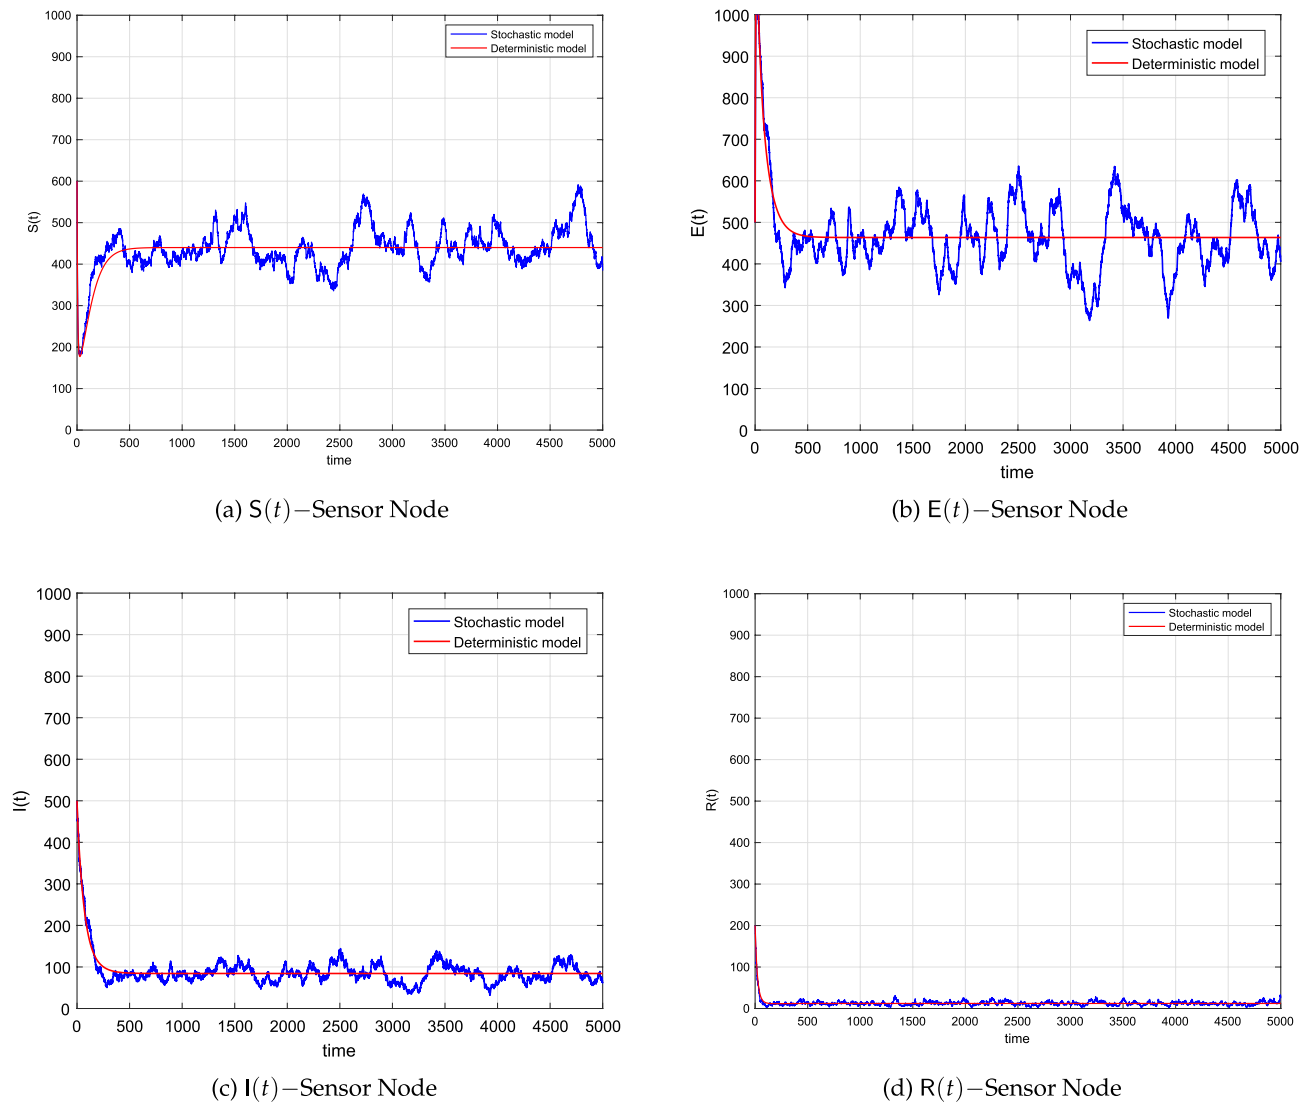 1000
900
800
700
600
500
400
300
200
100
0
S(t)
Stochastic model
Deterministic model
0 500 1000 1500 2000 2500 3000 3500 4000 4500 5000
time
(a) S(t)−Sensor Node
1000
900
800
700
600
500
400
300
200
100
0
E(t)
Stochastic model
Deterministic model
0 500 1000 1500 2000 2500 3000 3500 4000 4500 5000
time
(b) E(t)−Sensor Node
1000
900
800
700
600
500
400
300
200
100
0
I(t)
Stochastic model
Deterministic model
0 500 1000 1500 2000 2500 3000 3500 4000 4500 5000
time
(c) I(t)−Sensor Node
1000
900
800
700
600
500
400
300
200
100
0
R(t)
Stochastic model
Deterministic model
0 500 1000 1500 2000 2500 3000 3500 4000 4500 5000
time
(d) R(t)−Sensor Node